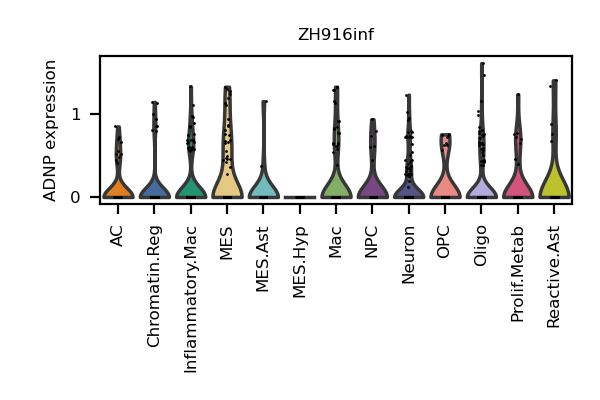 ZH916inf
ADNP expression
1
0
AC
Chromatin.Reg
Inflammatory.Mac
MES
MES.Ast
MES.Hyp
Mac
NPC
Neuron
OPC
Oligo
Prolif.Metab
Reactive.Ast